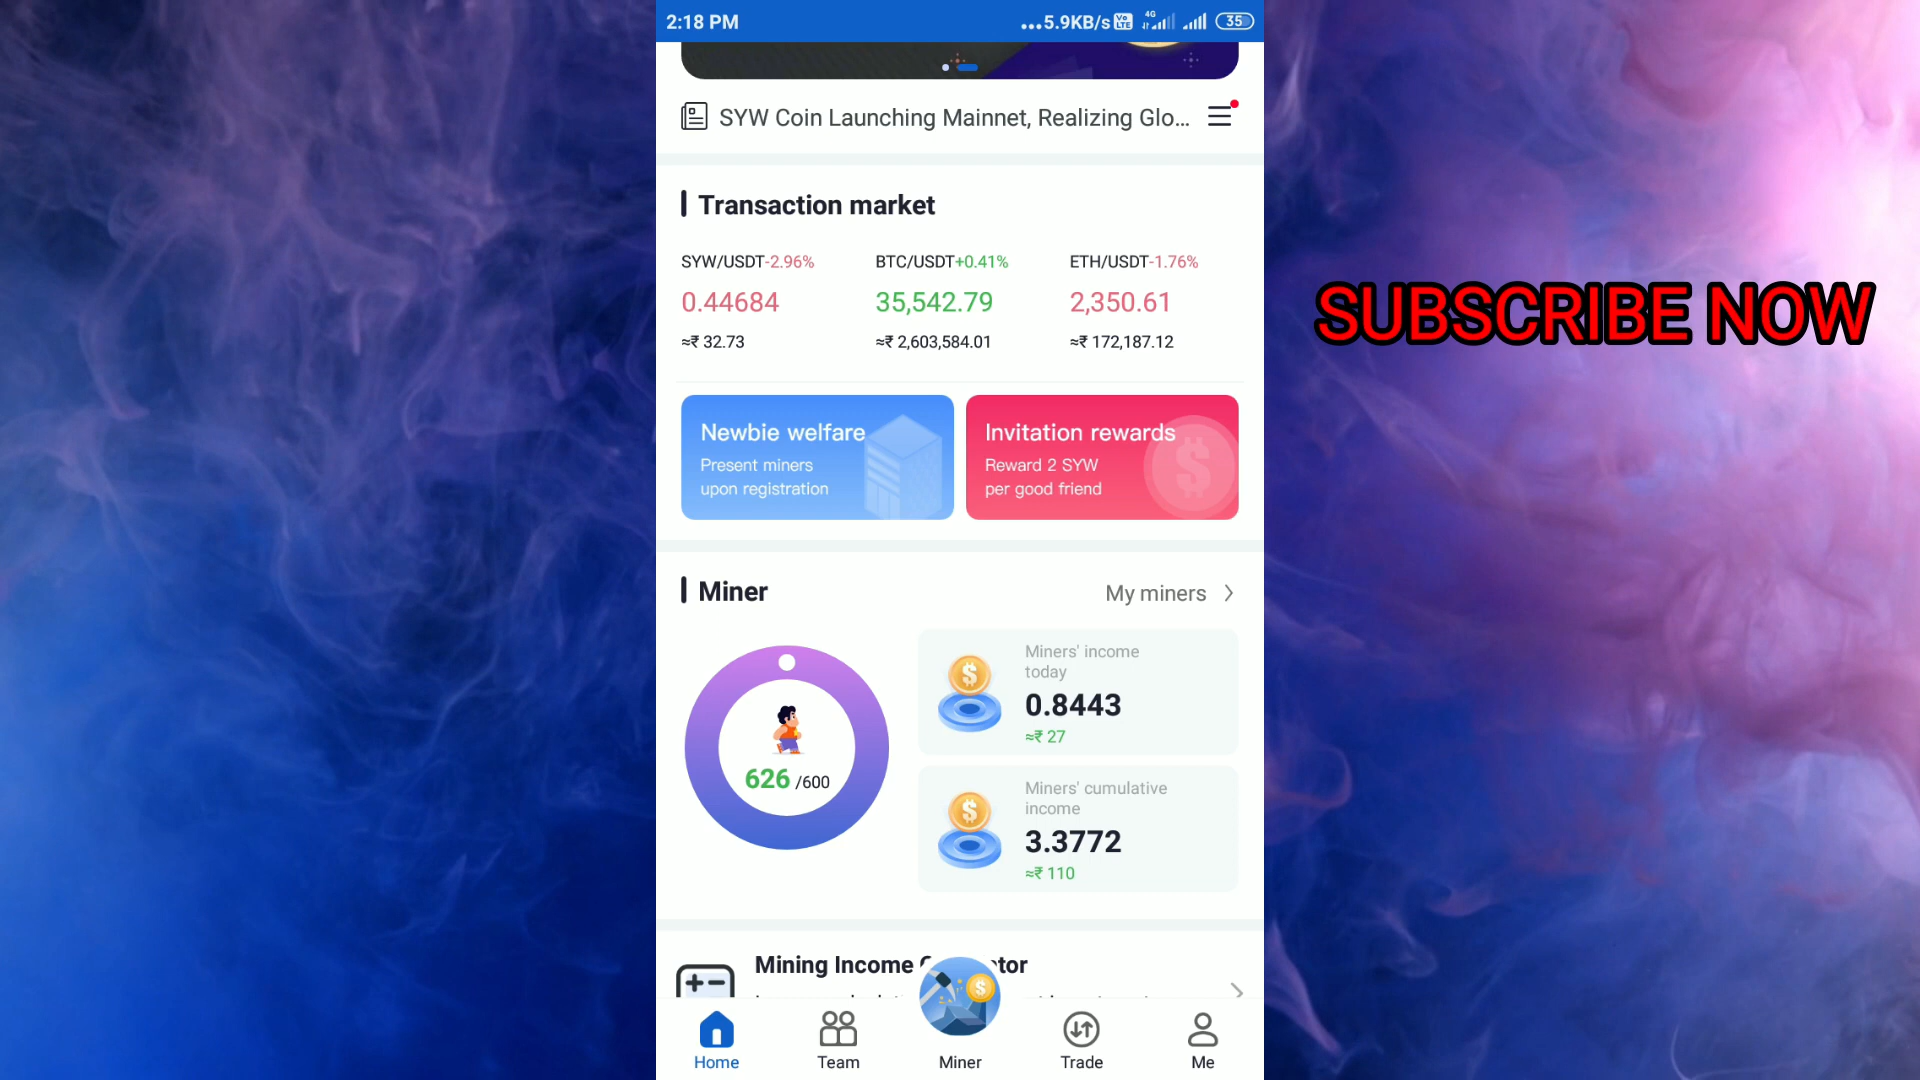 2:18 PM
...5.9KB/s Vo LTE 4G 35
SYW Coin Launching Mainnet, Realizing Glo...
Transaction market
SYW/USDT-2.96% BTC/USDT+0.41% ETH/USDT-1.76%
0.44684 35,542.79 2,350.61
≈₹ 32.73 ≈₹ 2,603,584.01 ≈₹ 172,187.12
SUBSCRIBE NOW
Newbie welfare
Present miners
upon registration
Invitation rewards
Reward 2 SYW
per good friend
Miner
My miners
626 /600
Miners' income
today
0.8443
≈₹ 27
Miners' cumulative
income
3.3772
≈₹ 110
Mining Income
Home Team Miner Trade Me